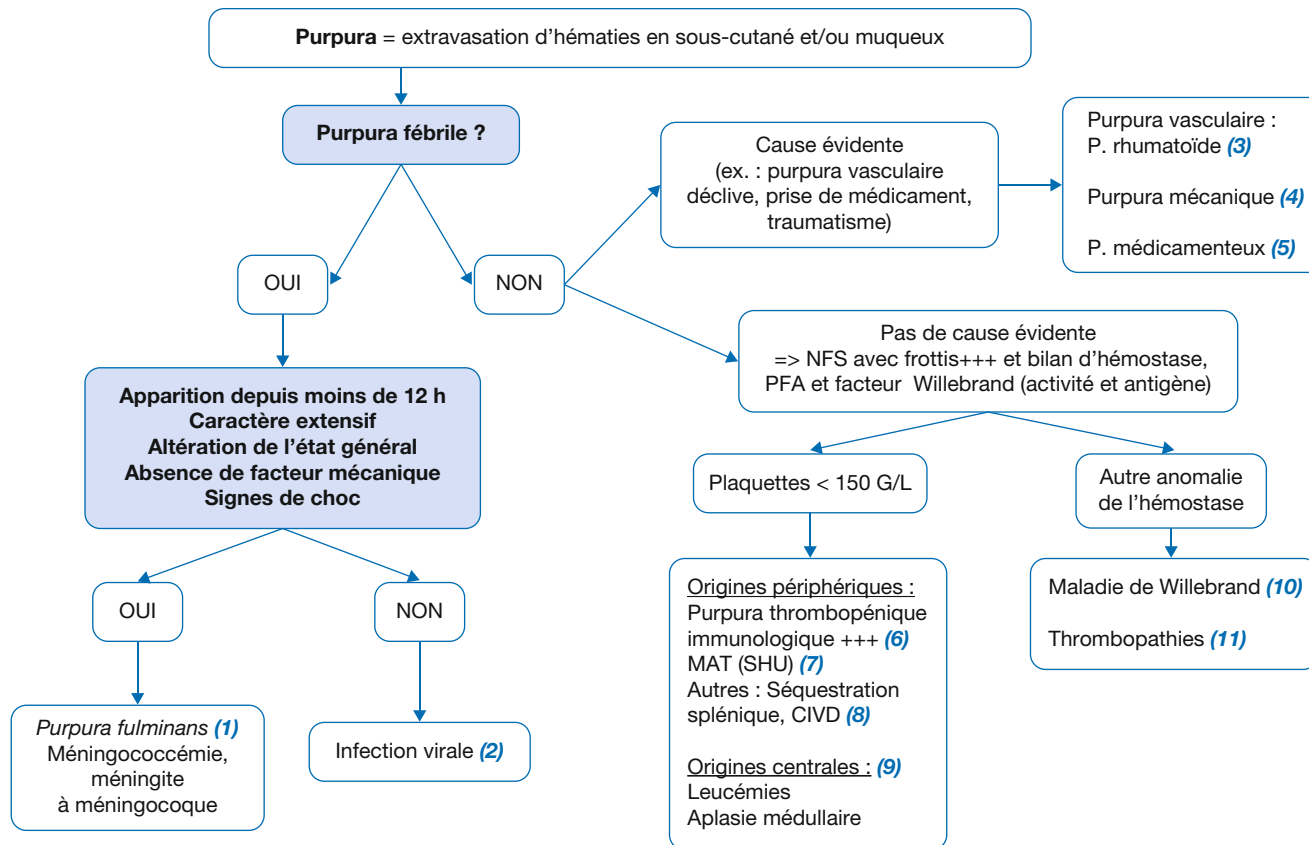 Purpura = extravasation d'hématies en sous-cutané et/ou muqueux
Purpura fébrile ?
OUI
NON
Cause évidente
(ex. : purpura vasculaire
déclive, prise de médicament,
traumatisme)
Purpura vasculaire :
P. rhumatoïde (3)
Purpura mécanique (4)
P. médicamenteux (5)
Pas de cause évidente
=> NFS avec frottis+++ et bilan d'hémostase,
PFA et facteur Willebrand (activité et antigène)
Apparition depuis moins de 12 h
Caractère extensif
Altération de l'état général
Absence de facteur mécanique
Signes de choc
OUI
NON
Purpura fulminans (1)
Méningococcémie,
méningite
à méningocoque
Infection virale (2)
Plaquettes < 150 G/L
Autre anomalie
de l'hémostase
Origines périphériques :
Purpura thrombopénique
immunologique +++ (6)
MAT (SHU) (7)
Autres : Séquestration
splénique, CIVD (8)
Origines centrales : (9)
Leucémies
Aplasie médullaire
Maladie de Willebrand (10)
Thrombopathies (11)